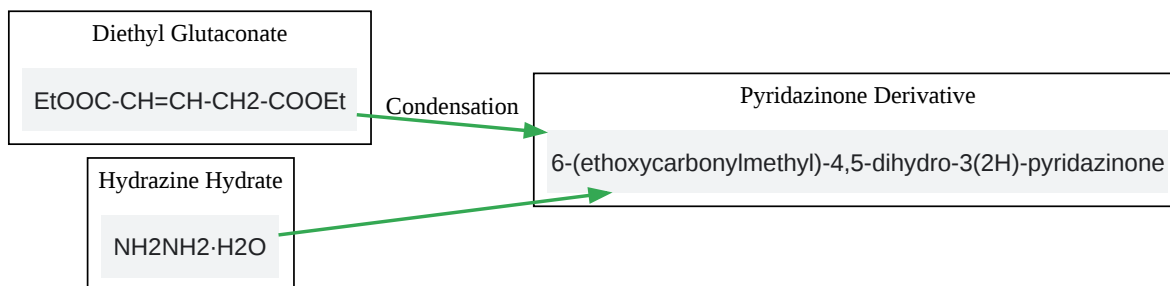 Diethyl Glutaconate
EtOOC-CH=CH-CH2-COOEt
Condensation
Pyridazinone Derivative
6-(ethoxycarbonylmethyl)-4,5-dihydro-3(2H)-pyridazinone
Hydrazine Hydrate
NH2NH2·H2O